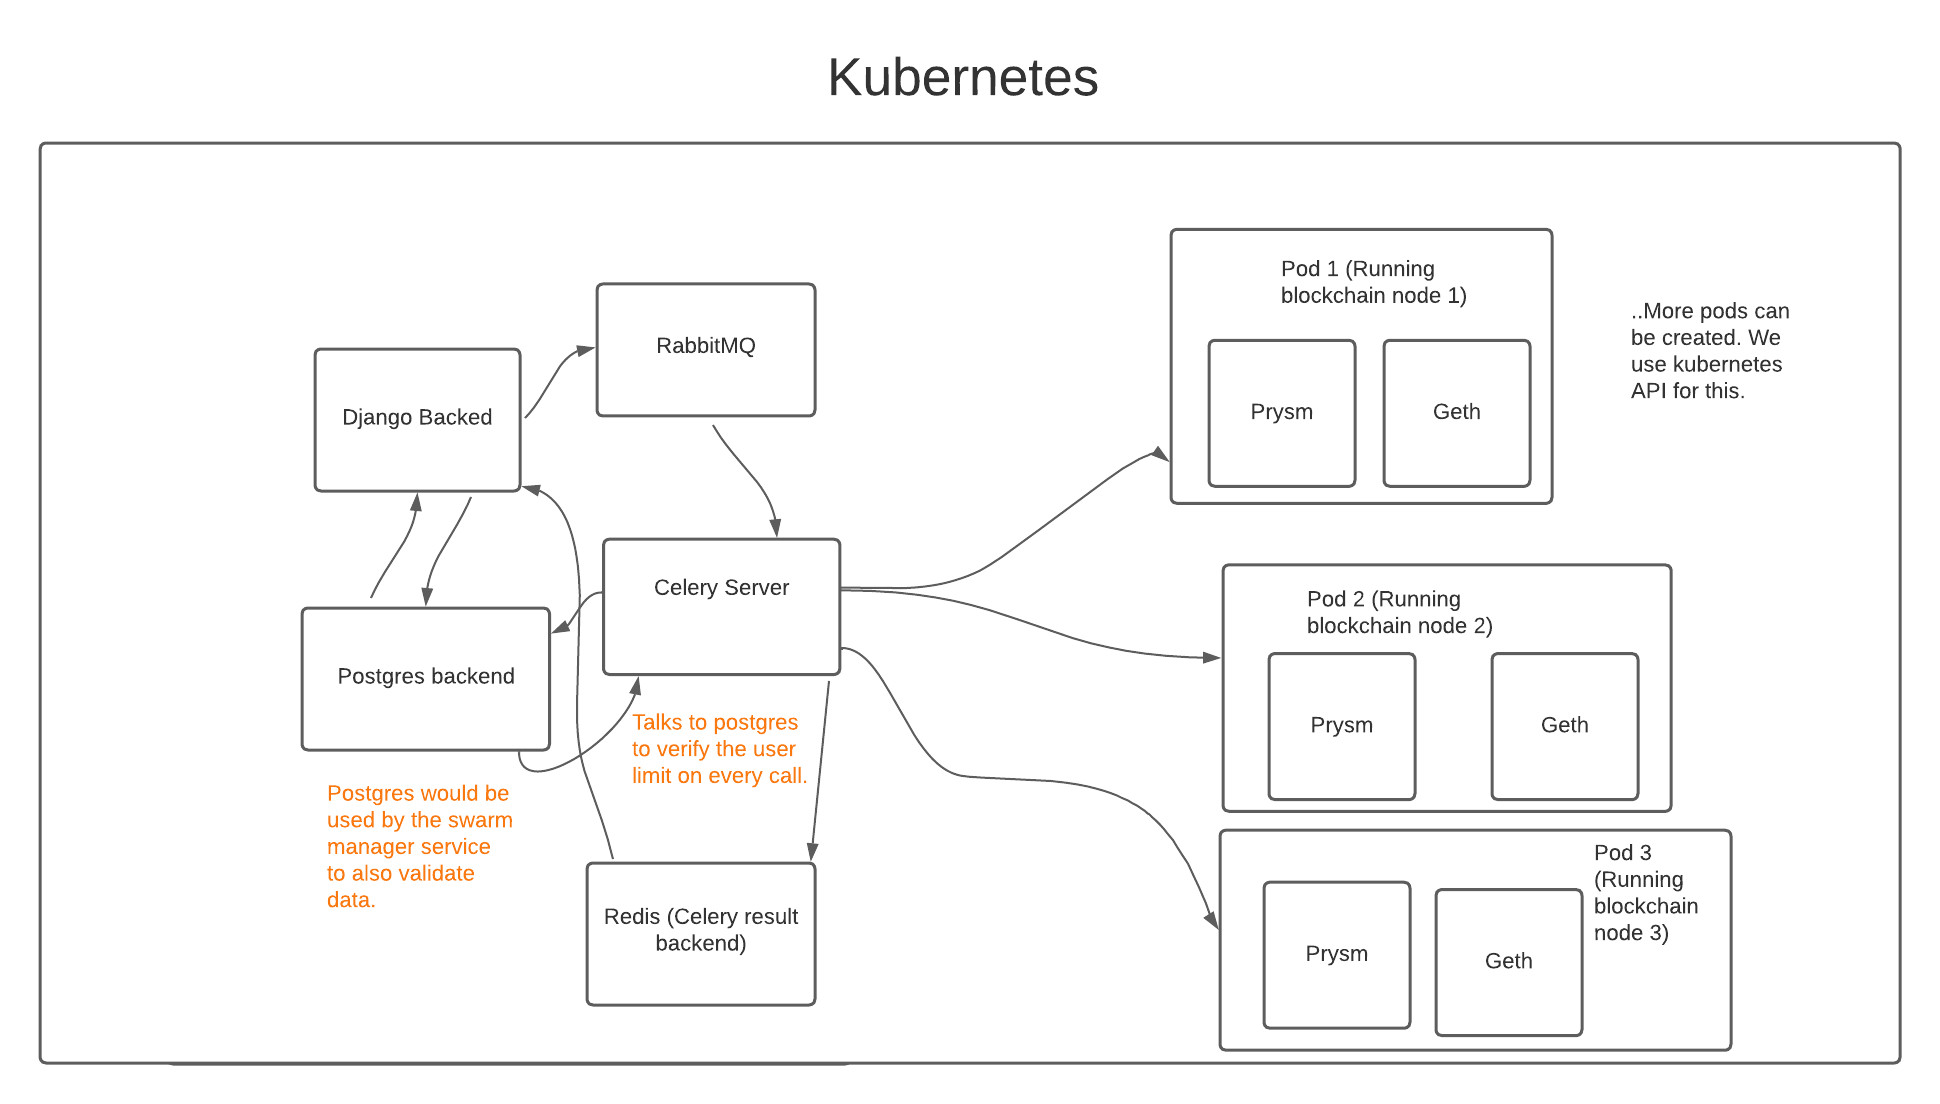 Kubernetes
Pod 1 (Running
blockchain node 1)
Prysm
Geth
..More pods can
be created. We
use kubernetes
API for this.
RabbitMQ
Django Backed
Celery Server
Postgres backend
Talks to postgres
to verify the user
limit on every call.
Postgres would be
used by the swarm
manager service
to also validate
data.
Redis (Celery result
backend)
Pod 2 (Running
blockchain node 2)
Prysm
Geth
Pod 3
(Running
blockchain
node 3)
Prysm
Geth